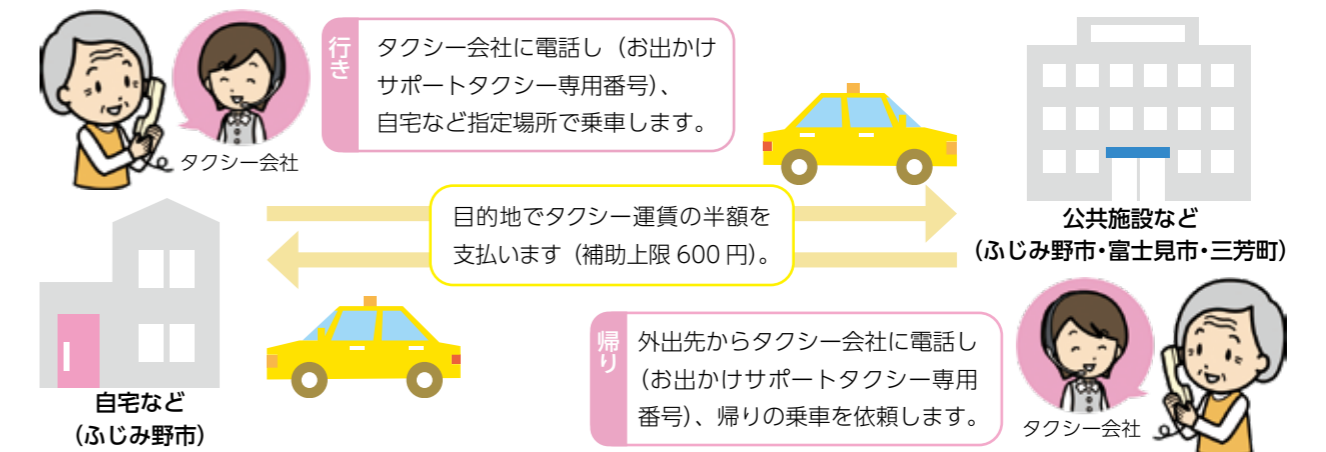 行き
タクシー会社に電話し（お出かけ
サポートタクシー専用番号）、
自宅など指定場所で乗車します。
タクシー会社
目的地でタクシー運賃の半額を
支払います（補助上限 600 円）。
公共施設など
（ふじみ野市・富士見市・三芳町）
自宅など
（ふじみ野市）
帰り
外出先からタクシー会社に電話し
（お出かけサポートタクシー専用
番号）、帰りの乗車を依頼します。
タクシー会社